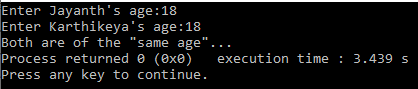 Enter Jayanth's age:18
Enter Karthikeya's age:18
Both are of the "same age"...
Process returned 0 (0x0)   execution time : 3.439 s
Press any key to continue.